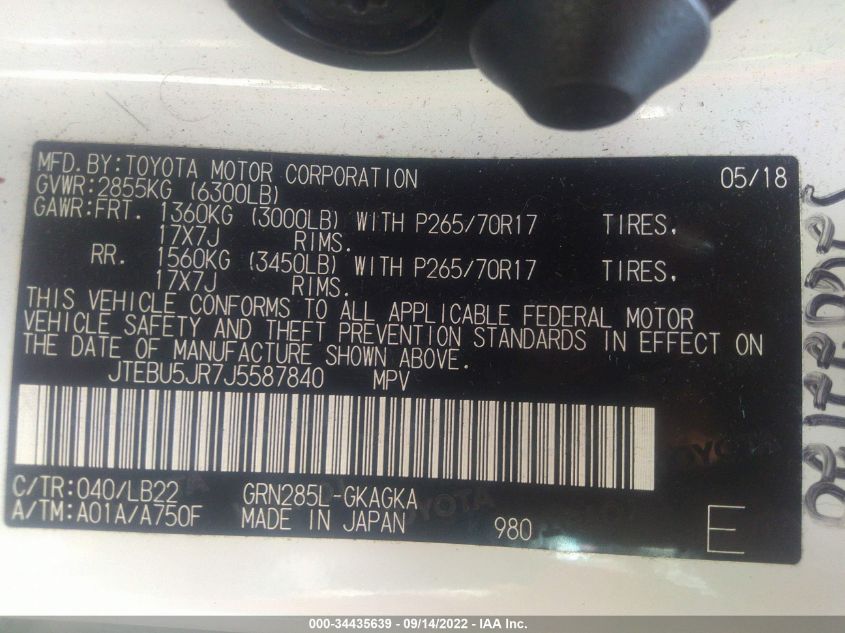 MFD.BY:TOYOTA MOTOR CORPORATION 05/18
GVWR:2855KG (6300LB)
GAWR:FRT. 1360KG (3000LB) WITH P265/70R17 TIRES,
17X7J RIMS.
RR. 1560KG (3450LB) WITH P265/70R17 TIRES,
17X7J RIMS.
THIS VEHICLE CONFORMS TO ALL APPLICABLE FEDERAL MOTOR
VEHICLE SAFETY AND THEFT PREVENTION STANDARDS IN EFFECT ON
THE DATE OF MANUFACTURE SHOWN ABOVE.
JTEBU5JR7J5587840 MPV
C/TR:040/LB22 GRN285L-GKAGKA
A/TM:A01A/A750F MADE IN JAPAN 980 E
TOYOTA
TOYOTA
000-34435639 - 09/14/2022 - IAA Inc.